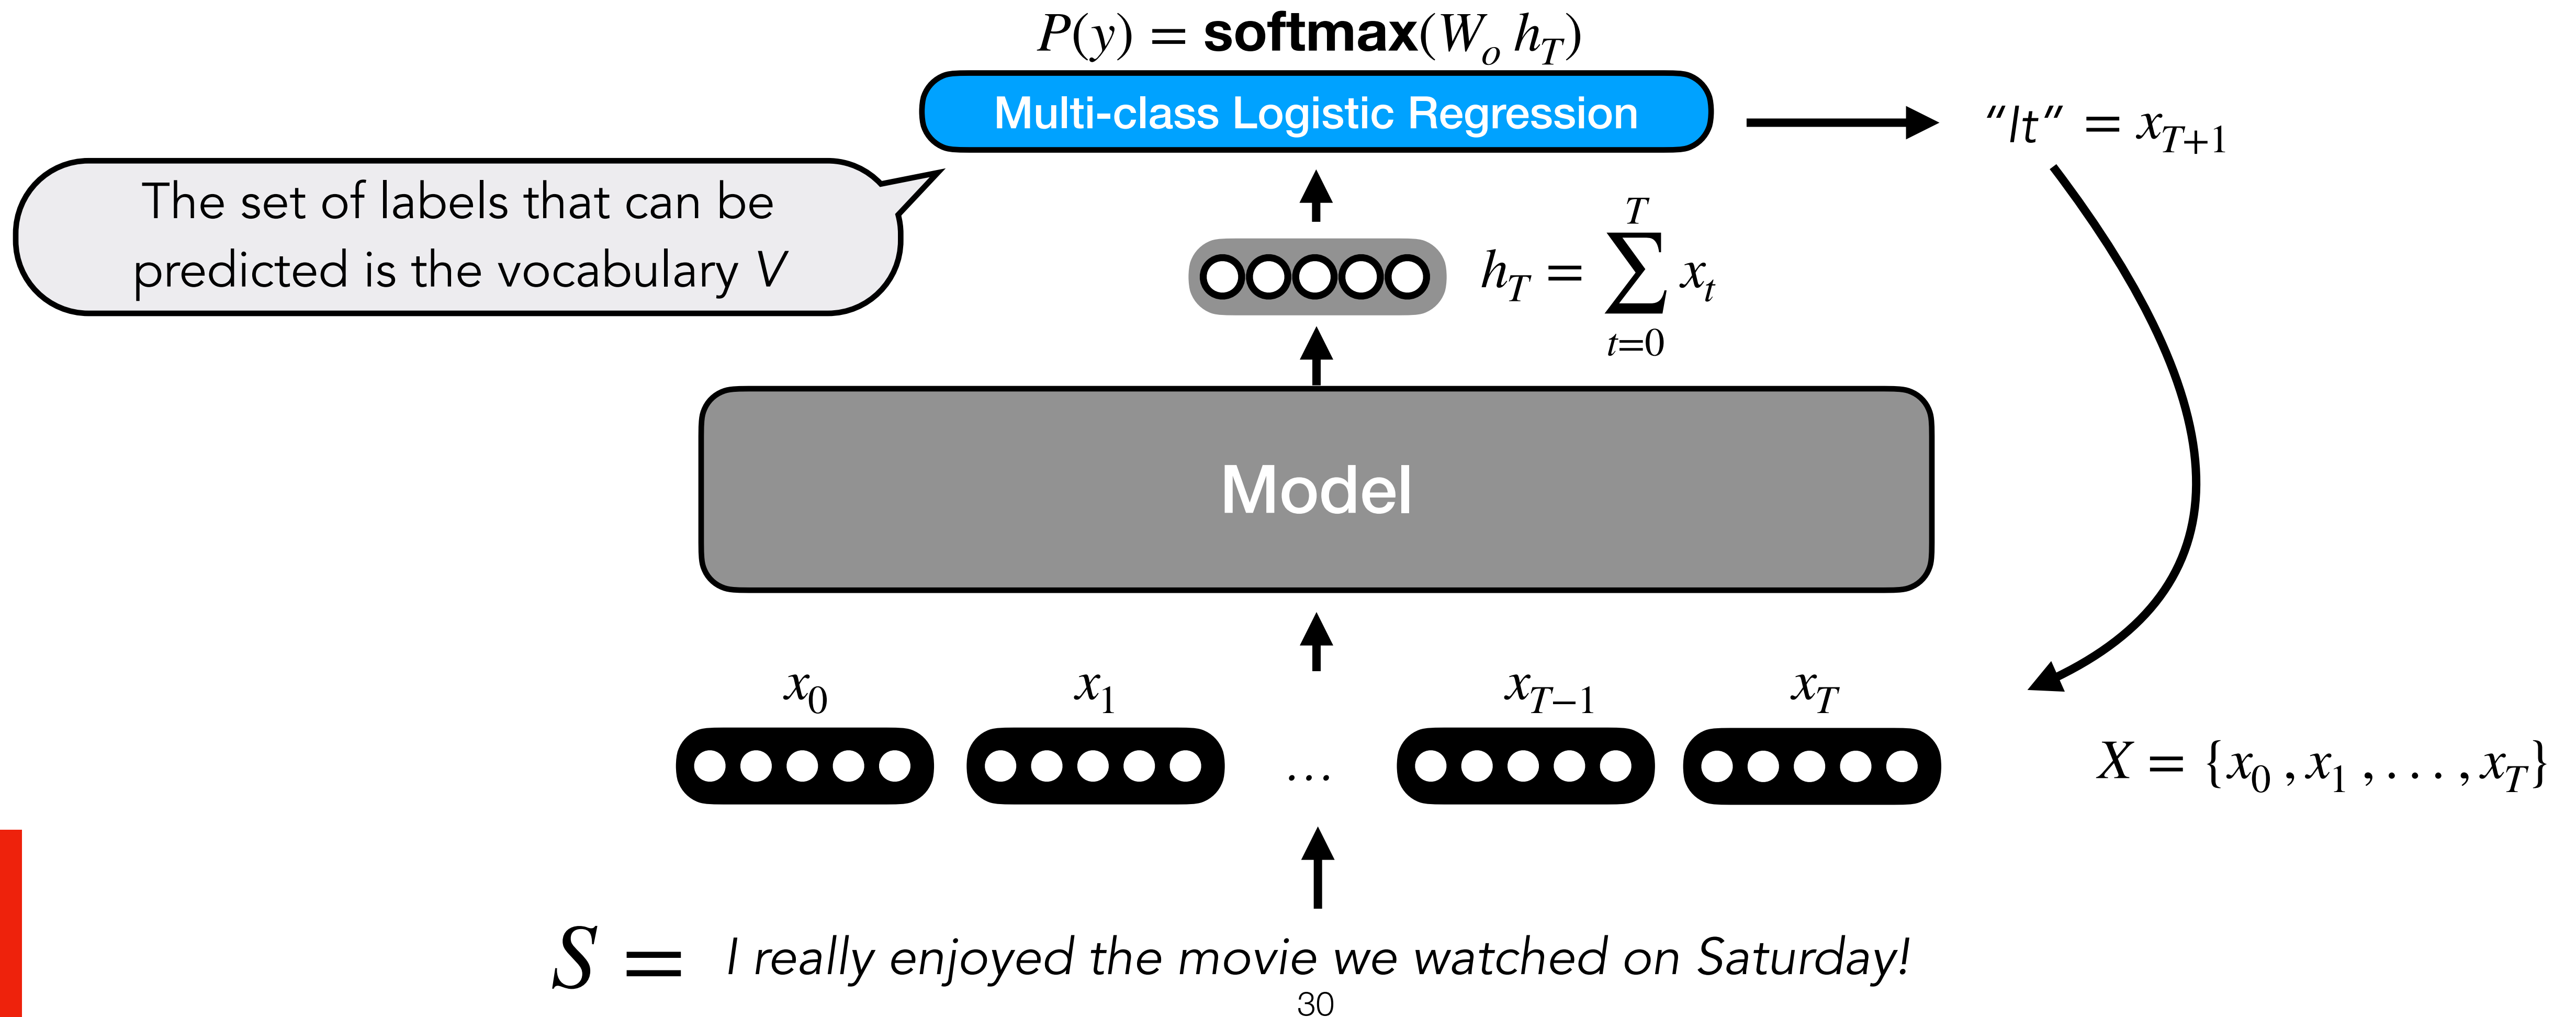 P(y) = softmax(W_o h_T)
Multi-class Logistic Regression
“It” = x_{T+1}
The set of labels that can be
predicted is the vocabulary V
h_T = \sum_{t=0}^{T} x_t
Model
x_0 x_1 x_{T−1} x_T
...
X = {x_0 , x_1 , . . . , x_T}
S = I really enjoyed the movie we watched on Saturday!
30